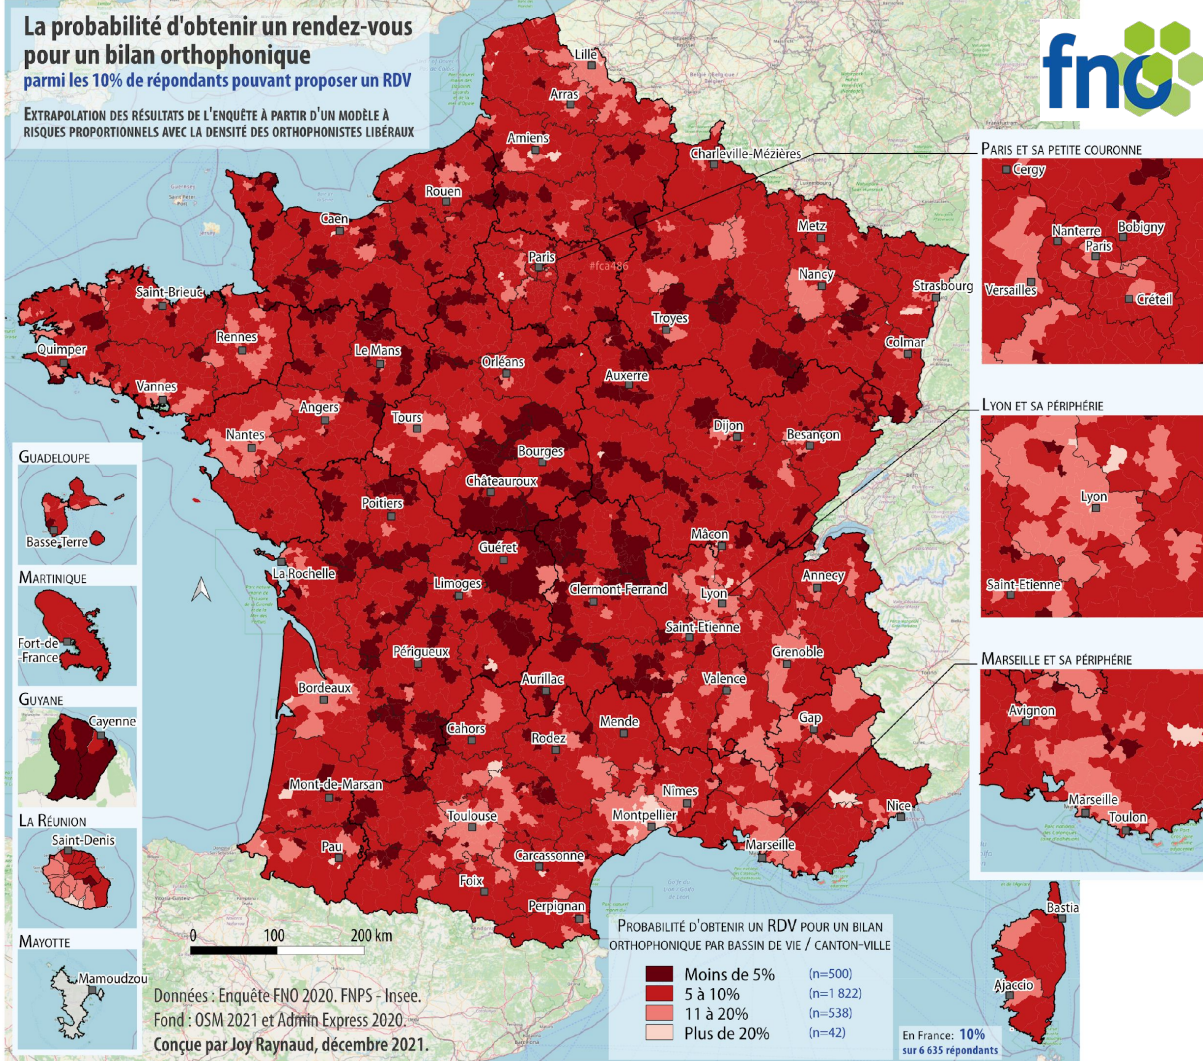 La probabilité d'obtenir un rendez-vous
pour un bilan orthophonique
parmi les 10% de répondants pouvant proposer un RDV
EXTRAPOLATION DES RÉSULTATS DE L'ENQUÊTE À PARTIR D'UN MODÈLE À
RISQUES PROPORTIONNELS AVEC LA DENSITÉ DES ORTHOPHONISTES LIBÉRAUX
fno
PARIS ET SA PETITE COURONNE
Cergy
Nanterre
Bobigny
Paris
Versailles
Créteil
LYON ET SA PÉRIPHÉRIE
Lyon
Saint-Etienne
MARSEILLE ET SA PÉRIPHÉRIE
Avignon
Marseille
Toulon
Lille
Arras
Amiens
Charleville-Mézières
Rouen
Caen
Metz
Paris
#fca486
Nancy
Strasbourg
Saint-Brieuc
Troyes
Rennes
Quimper
Le Mans
Orléans
Colmar
Auxerre
Vannes
Angers
Tours
Nantes
Dijon
Besançon
Bourges
Châteauroux
Poitiers
Mâcon
Guéret
La Rochelle
Limoges
Clermont-Ferrand
Annecy
Lyon
Saint-Etienne
Périgueux
Grenoble
Aurillac
Valence
Bordeaux
Cahors
Mende
Gap
Rodez
Mont-de-Marsan
Nîmes
Nice
Toulouse
Montpellier
Pau
Marseille
Carcassonne
Foix
Perpignan
Bastia
Ajaccio
GUADELOUPE
Basse-Terre
MARTINIQUE
Fort-de
France
GUYANE
Cayenne
LA RÉUNION
Saint-Denis
MAYOTTE
Mamoudzou
0 100 200 km
Données : Enquête FNO 2020. FNPS - Insee.
Fond : OSM 2021 et Admin Express 2020.
Conçue par Joy Raynaud, décembre 2021.
PROBABILITÉ D'OBTENIR UN RDV POUR UN BILAN
ORTHOPHONIQUE PAR BASSIN DE VIE / CANTON-VILLE
Moins de 5% (n=500)
5 à 10% (n=1 822)
11 à 20% (n=538)
Plus de 20% (n=42)
En France: 10%
sur 6 635 répondants